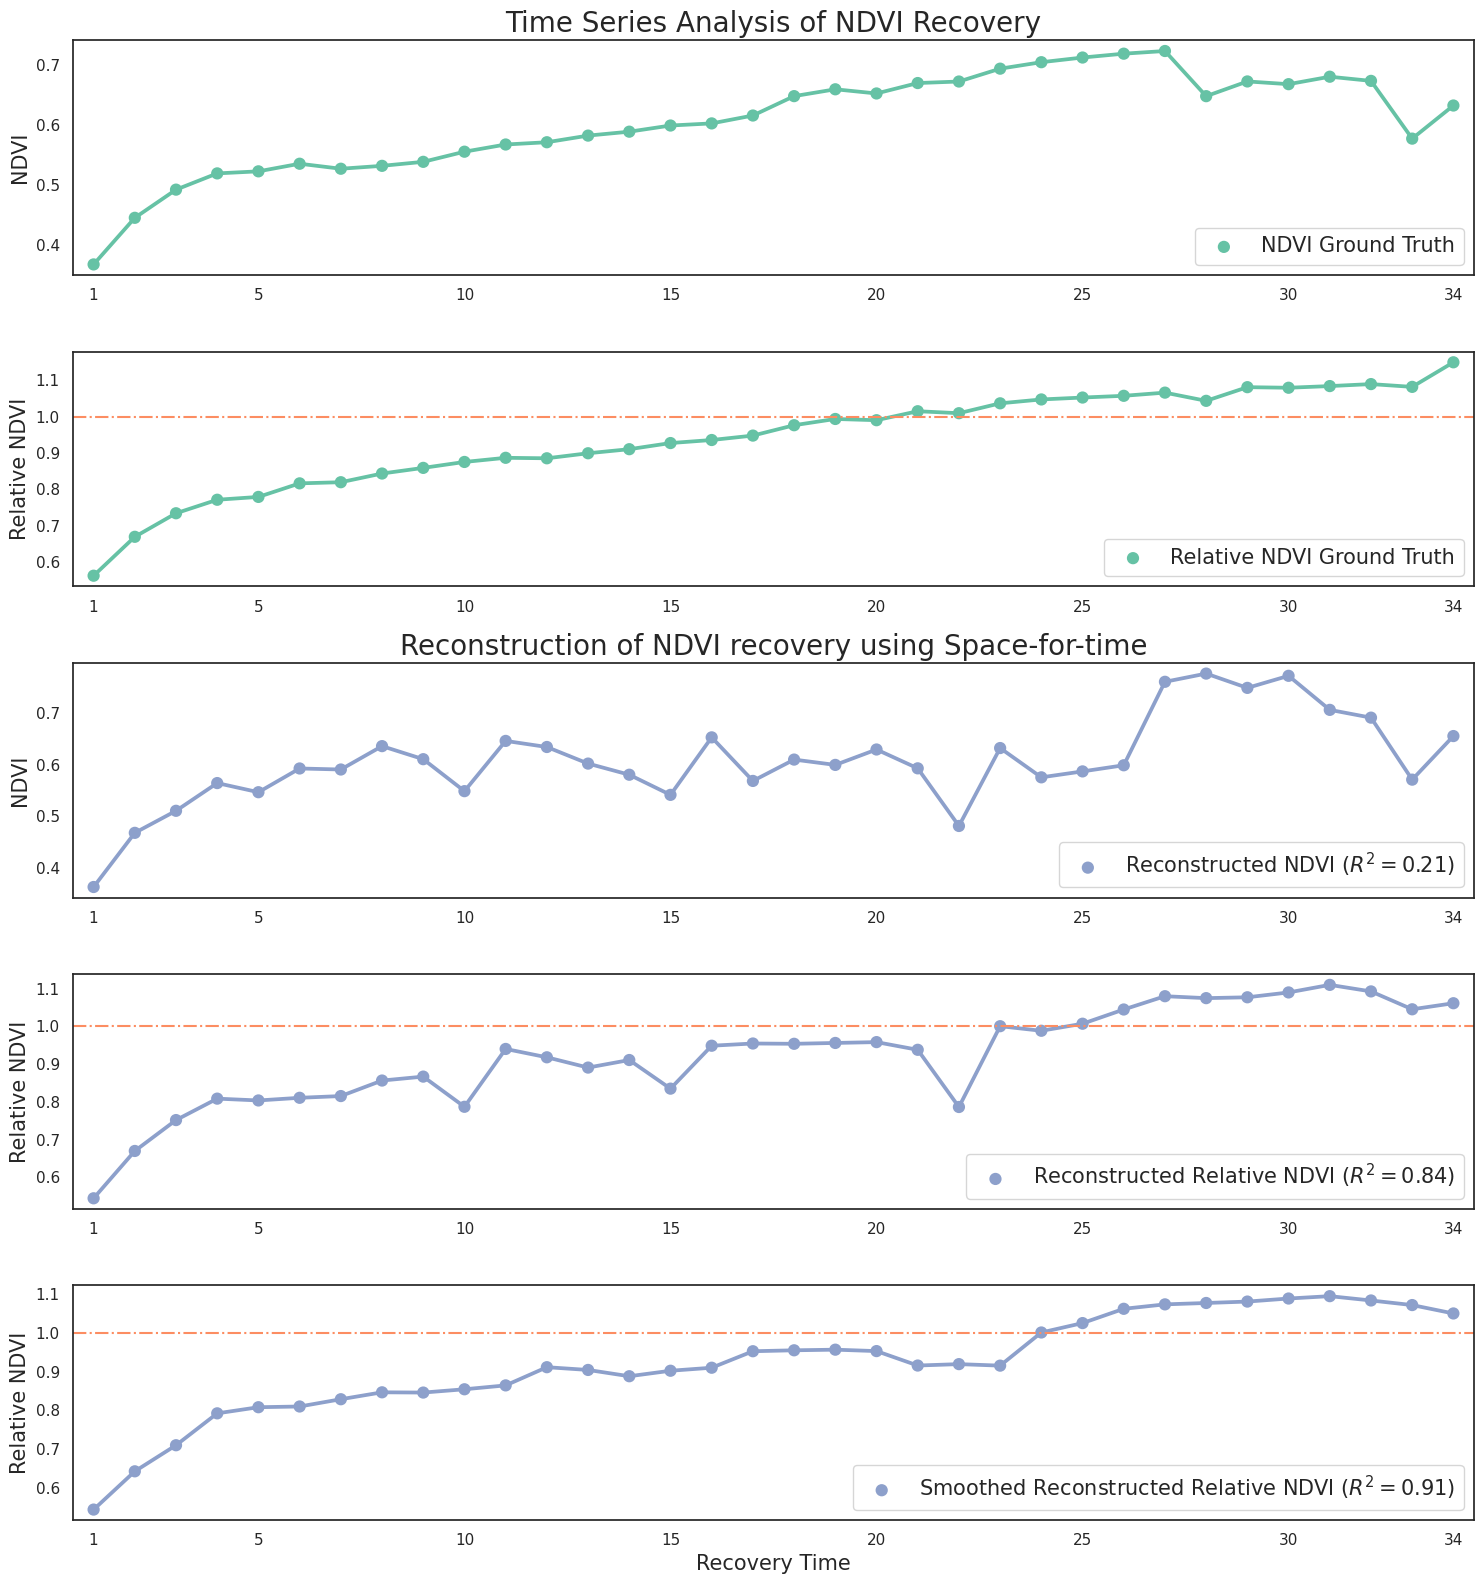 Time Series Analysis of NDVI Recovery
NDVI
0.7
0.6
0.5
0.4
NDVI Ground Truth
1 5 10 15 20 25 30 34
Relative NDVI
1.1
1.0
0.9
0.8
0.7
0.6
Relative NDVI Ground Truth
1 5 10 15 20 25 30 34
Reconstruction of NDVI recovery using Space-for-time
NDVI
0.7
0.6
0.5
0.4
Reconstructed NDVI (R² = 0.21)
1 5 10 15 20 25 30 34
Relative NDVI
1.1
1.0
0.9
0.8
0.7
0.6
Reconstructed Relative NDVI (R² = 0.84)
1 5 10 15 20 25 30 34
Relative NDVI
1.1
1.0
0.9
0.8
0.7
0.6
Smoothed Reconstructed Relative NDVI (R² = 0.91)
1 5 10 15 20 25 30 34
Recovery Time